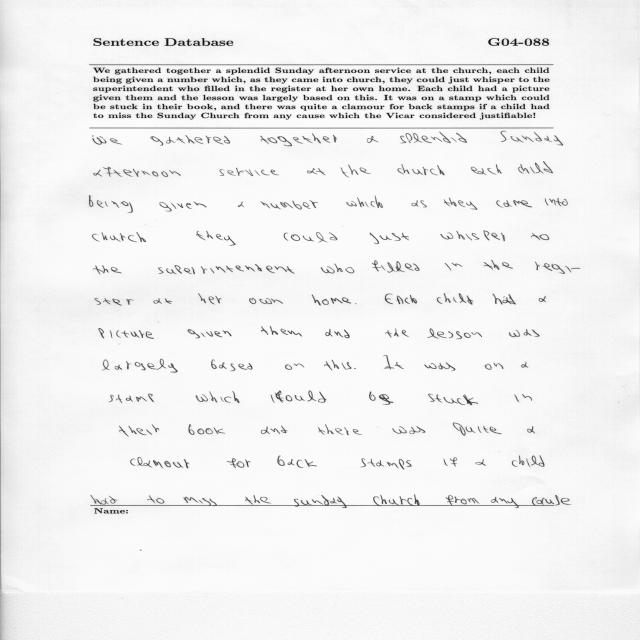 Sentence Database G04-088
We gathered together a splendid Sunday afternoon service at the church, each child
being given a number which, as they came into church, they could just whisper to the
superintendent who filled in the register at her own home. Each child had a picture
given them and the lesson was largely based on this. It was on a stamp which could
be stuck in their book, and there was quite a clamour for back stamps if a child had
to miss the Sunday Church from any cause which the Vicar considered justifiable!
We gathered together a splendid Sunday
afternoon service at the church each child
being given a number which as they came into
church they could just whisper to
the superintendent who filled in the regi-
ster at her own home. Each child had a
picture given them and the lesson was
largely based on this. It was on a
stamp which could be stuck in
their book and there was quite a
clamour for back stamps if a child
had to miss the Sunday Church from any cause
Name: